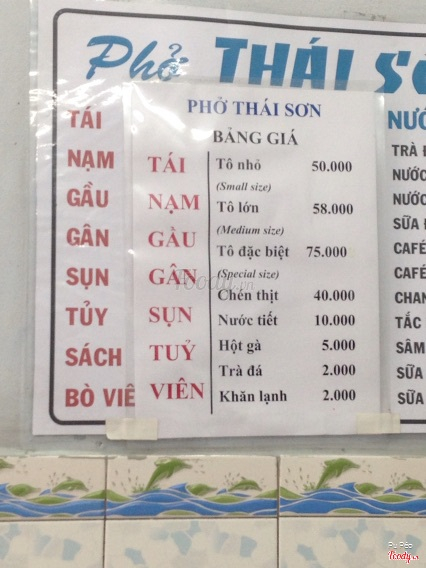 Phở THÁI SƠ
TÁI
NẠM
GẦU
GÂN
SỤN
TỦY
SÁCH
BÒ VIÊ
PHỞ THÁI SƠN
BẢNG GIÁ
TÁI
NẠM
GẦU
GÂN
SỤN
TUỶ
VIÊN
Tô nhỏ 50.000
(Small size)
Tô lớn 58.000
(Medium size)
Tô đặc biệt 75.000
(Special size)
Chén thịt 40.000
Nước tiết 10.000
Hột gà 5.000
Trà đá 2.000
Khăn lạnh 2.000
NƯỚ
TRÀ Đ
NƯỚC
NƯỚC
SỮA Đ
CAFÉ
CAFÉ
CHAN
TẮC
SÂM
SỮA
SỮA
Foody.vn
Foody.vn